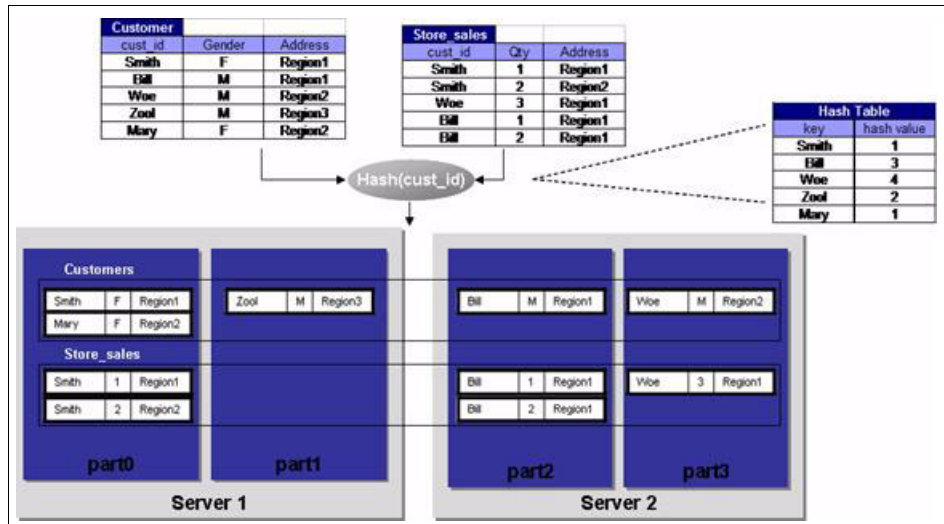 Customer
cust_id Gender Address
Smith F Region1
Bill M Region1
Woe M Region2
Zool M Region3
Mary F Region2
Store_sales
cust_id Qty Address
Smith 1 Region1
Smith 2 Region2
Woe 3 Region1
Bill 1 Region1
Bill 2 Region1
Hash Table
key hash value
Smith 1
Bill 3
Woe 4
Zool 2
Mary 1
Hash(cust_id)
Customers
Smith F Region1
Mary F Region2
Zool M Region3
Bill M Region1
Woe M Region2
Store_sales
Smith 1 Region1
Smith 2 Region2
Bill 1 Region1
Bill 2 Region1
Woe 3 Region1
part0
part1
part2
part3
Server 1
Server 2